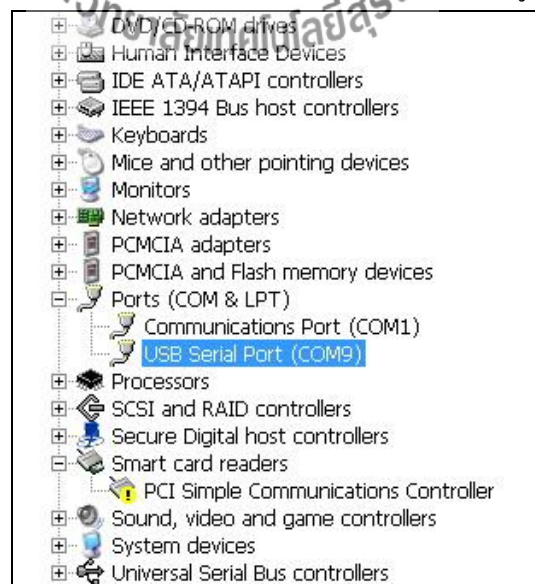 DVD/CD-ROM drives
Human Interface Devices
IDE ATA/ATAPI controllers
IEEE 1394 Bus host controllers
Keyboards
Mice and other pointing devices
Monitors
Network adapters
PCMCIA adapters
PCMCIA and Flash memory devices
Ports (COM & LPT)
Communications Port (COM1)
USB Serial Port (COM9)
Processors
SCSI and RAID controllers
Secure Digital host controllers
Smart card readers
PCI Simple Communications Controller
Sound, video and game controllers
System devices
Universal Serial Bus controllers